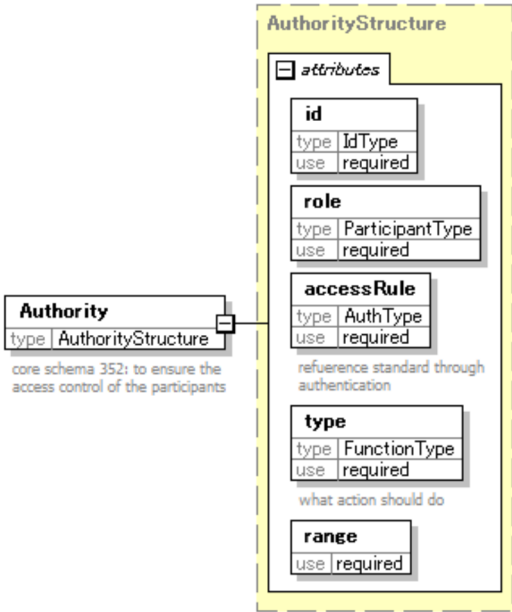 AuthorityStructure
attributes
id
type IdType
use required
role
type ParticipantType
use required
accessRule
type AuthType
use required
refuerence standard through
authentication
Authority
type AuthorityStructure
core schema 352: to ensure the
access control of the participants
type
type FunctionType
use required
what action should do
range
use required